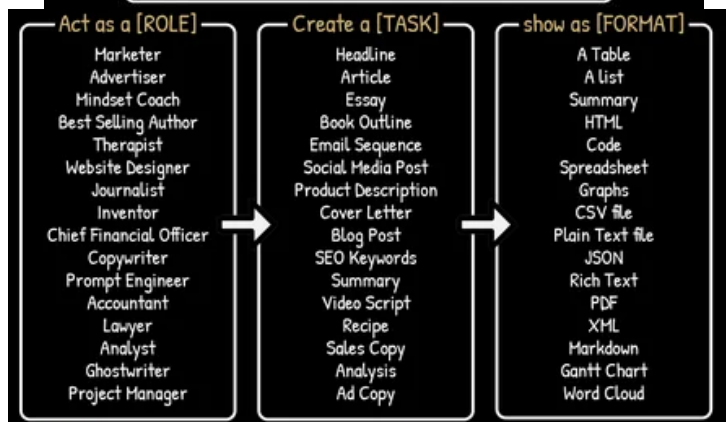 Act as a [ROLE]
Marketer
Advertiser
Mindset Coach
Best Selling Author
Therapist
Website Designer
Journalist
Inventor
Chief Financial Officer
Copywriter
Prompt Engineer
Accountant
Lawyer
Analyst
Ghostwriter
Project Manager
Create a [TASK]
Headline
Article
Essay
Book Outline
Email Sequence
Social Media Post
Product Description
Cover Letter
Blog Post
SEO Keywords
Summary
Video Script
Recipe
Sales Copy
Analysis
Ad Copy
show as [FORMAT]
A Table
A list
Summary
HTML
Code
Spreadsheet
Graphs
CSV file
Plain Text file
JSON
Rich Text
PDF
XML
Markdown
Gantt Chart
Word Cloud